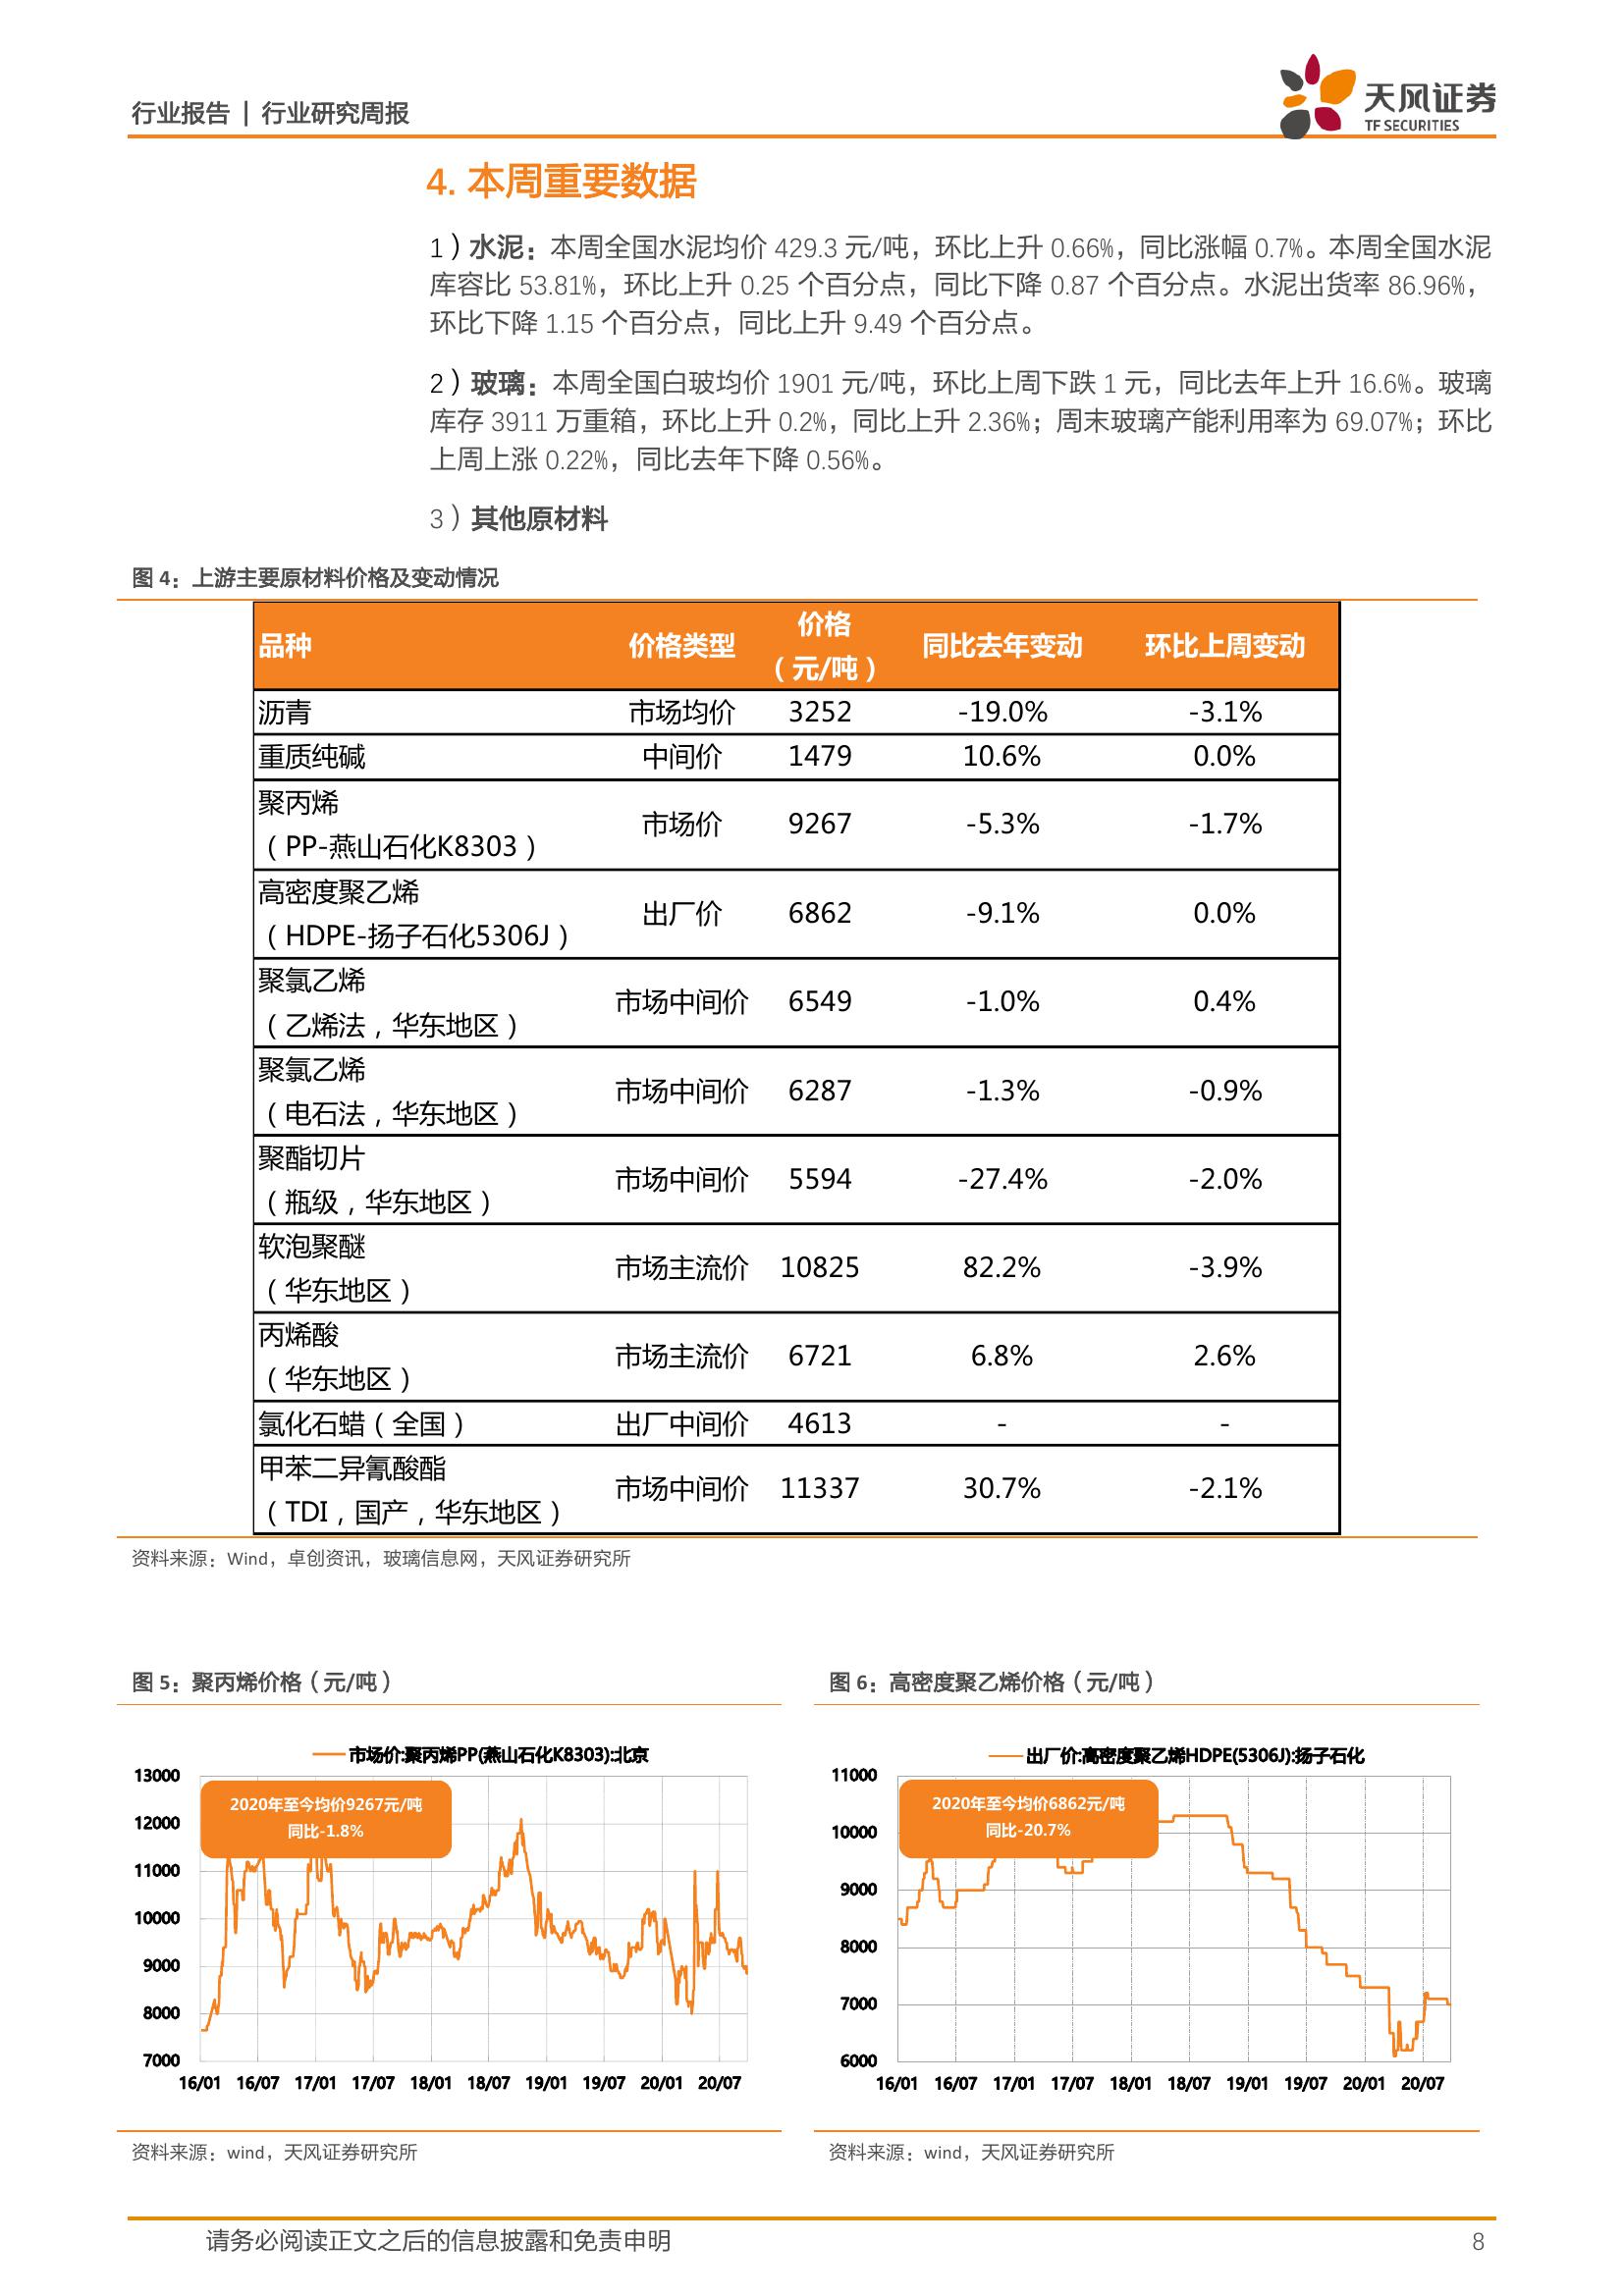 行业报告 | 行业研究周报
天风证券
TF SECURITIES
4. 本周重要数据
1）水泥：本周全国水泥均价 429.3 元/吨，环比上升 0.66%，同比涨幅 0.7%。本周全国水泥
库容比 53.81%，环比上升 0.25 个百分点，同比下降 0.87 个百分点。水泥出货率 86.96%，
环比下降 1.15 个百分点，同比上升 9.49 个百分点。
2）玻璃：本周全国白玻均价 1901 元/吨，环比上周下跌 1 元，同比去年上升 16.6%。玻璃
库存 3911 万重箱，环比上升 0.2%，同比上升 2.36%；周末玻璃产能利用率为 69.07%；环比
上周上涨 0.22%，同比去年下降 0.56%。
3）其他原材料
图 4：上游主要原材料价格及变动情况
品种 价格类型 价格（元/吨） 同比去年变动 环比上周变动
沥青 市场均价 3252 -19.0% -3.1%
重质纯碱 中间价 1479 10.6% 0.0%
聚丙烯
（PP-燕山石化K8303） 市场价 9267 -5.3% -1.7%
高密度聚乙烯
（HDPE-扬子石化5306J） 出厂价 6862 -9.1% 0.0%
聚氯乙烯
（乙烯法，华东地区） 市场中间价 6549 -1.0% 0.4%
聚氯乙烯
（电石法，华东地区） 市场中间价 6287 -1.3% -0.9%
聚酯切片
（瓶级，华东地区） 市场中间价 5594 -27.4% -2.0%
软泡聚醚
（华东地区） 市场主流价 10825 82.2% -3.9%
丙烯酸
（华东地区） 市场主流价 6721 6.8% 2.6%
氯化石蜡（全国） 出厂中间价 4613 - -
甲苯二异氰酸酯
（TDI，国产，华东地区） 市场中间价 11337 30.7% -2.1%
资料来源：Wind，卓创资讯，玻璃信息网，天风证券研究所
图 5：聚丙烯价格（元/吨）
市场价:聚丙烯PP(燕山石化K8303):北京
2020年至今均价9267元/吨
同比-1.8%
13000
12000
11000
10000
9000
8000
7000
16/01 16/07 17/01 17/07 18/01 18/07 19/01 19/07 20/01 20/07
资料来源：wind，天风证券研究所
图 6：高密度聚乙烯价格（元/吨）
出厂价:高密度聚乙烯HDPE(5306J):扬子石化
2020年至今均价6862元/吨
同比-20.7%
11000
10000
9000
8000
7000
6000
16/01 16/07 17/01 17/07 18/01 18/07 19/01 19/07 20/01 20/07
资料来源：wind，天风证券研究所
请务必阅读正文之后的信息披露和免责申明 8